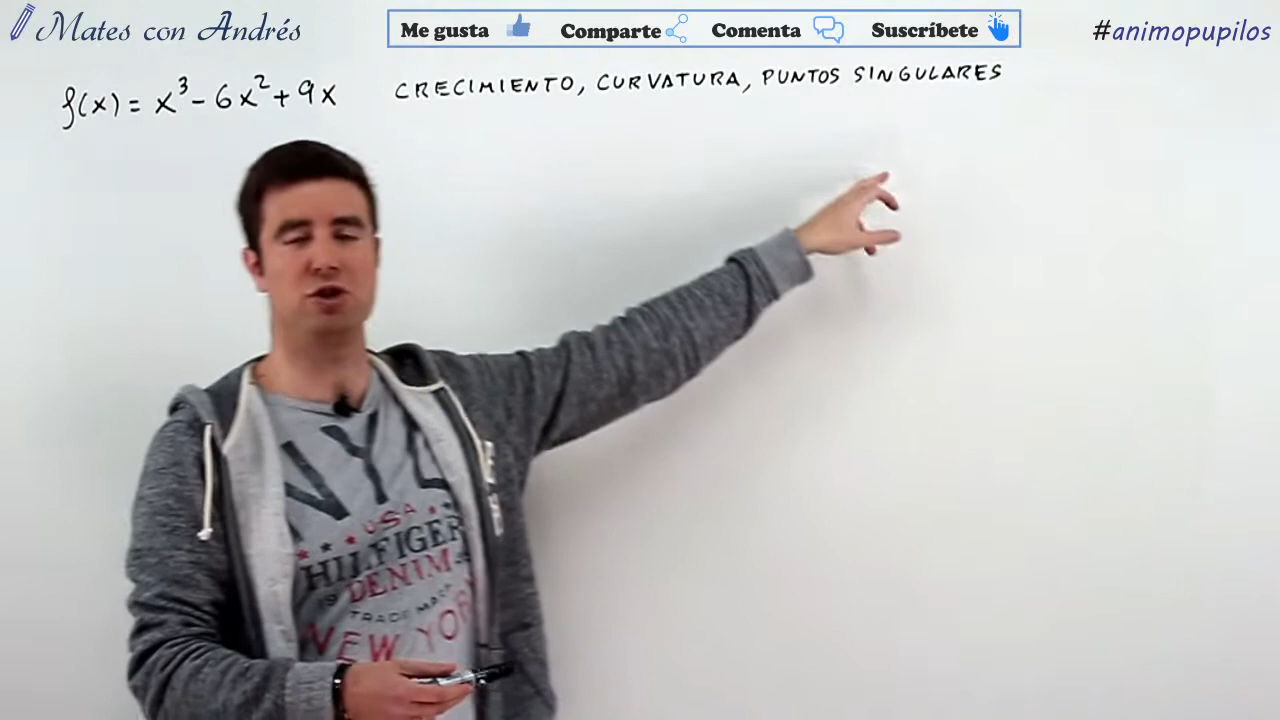 Mates con Andrés
Me gusta Comparte Comenta Suscríbete
#animopupilos
f(x) = x³ - 6x² + 9x CRECIMIENTO, CURVATURA, PUNTOS SINGULARES
NYC
USA
HILFIGER
DENIM
TRADE MARK
NEW YORK